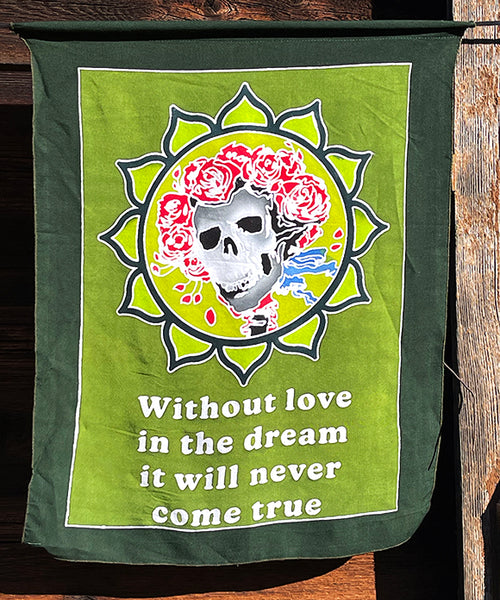 Without love
in the dream
it will never
come true